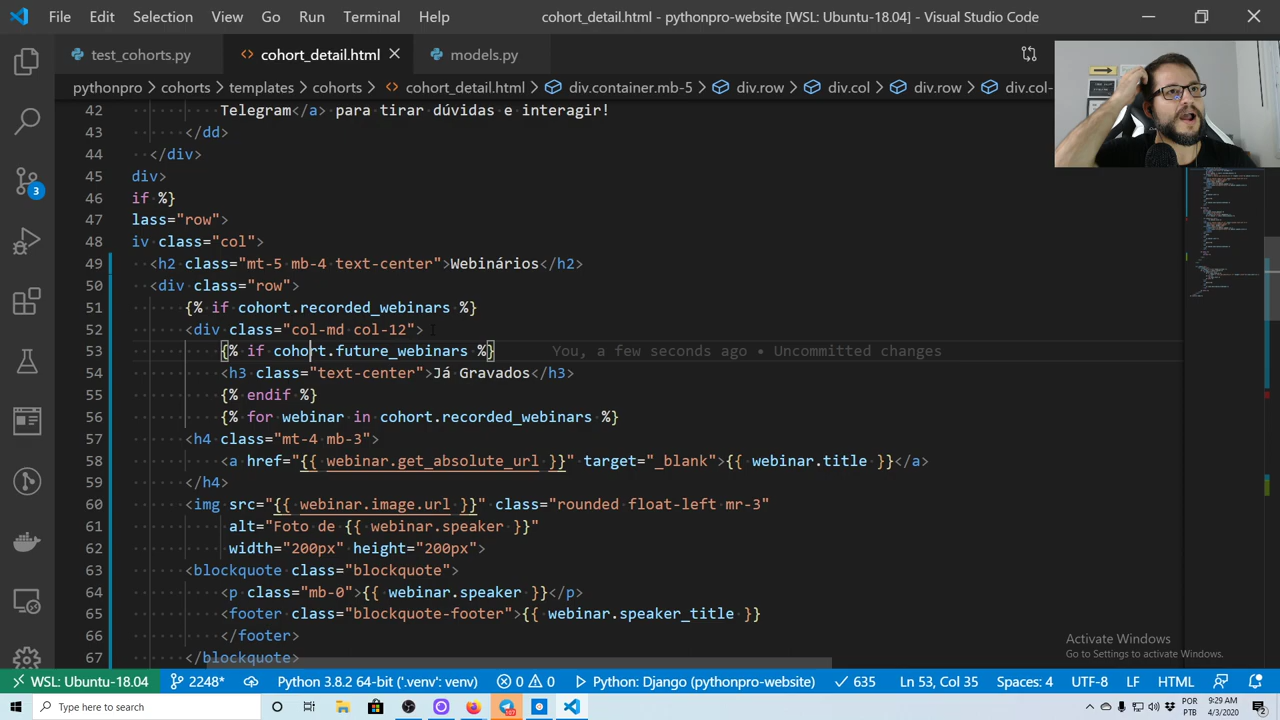 File Edit Selection View Go Run Terminal Help
cohort_detail.html - pythonpro-website [WSL: Ubuntu-18.04] - Visual Studio Code
test_cohorts.py
cohort_detail.html
models.py
pythonpro > cohorts > templates > cohorts > cohort_detail.html > div.container.mb-5 > div.row > div.col > div.row > div.col-
42 Telegram</a> para tirar dúvidas e interagir!
43 </dd>
44 </div>
45 div>
46 if %}
47 lass="row">
48 iv class="col">
49 <h2 class="mt-5 mb-4 text-center">Webinários</h2>
50 <div class="row">
51 {% if cohort.recorded_webinars %}
52 <div class="col-md col-12">
53 {% if cohort.future_webinars %} You, a few seconds ago • Uncommitted changes
54 <h3 class="text-center">Já Gravados</h3>
55 {% endif %}
56 {% for webinar in cohort.recorded_webinars %}
57 <h4 class="mt-4 mb-3">
58 <a href="{{ webinar.get_absolute_url }}" target="_blank">{{ webinar.title }}</a>
59 </h4>
60 <img src="{{ webinar.image.url }}" class="rounded float-left mr-3"
61 alt="Foto de {{ webinar.speaker }}"
62 width="200px" height="200px">
63 <blockquote class="blockquote">
64 <p class="mb-0">{{ webinar.speaker }}</p>
65 <footer class="blockquote-footer">{{ webinar.speaker_title }}
66 </footer>
67 </blockquote>
3
Activate Windows
Go to Settings to activate Windows.
WSL: Ubuntu-18.04 2248* Python 3.8.2 64-bit ('.venv': venv) 0 0 Python: Django (pythonpro-website) 635 Ln 53, Col 35 Spaces: 4 UTF-8 LF HTML
Type here to search
POR
PTB
9:29 AM
4/3/2020
2